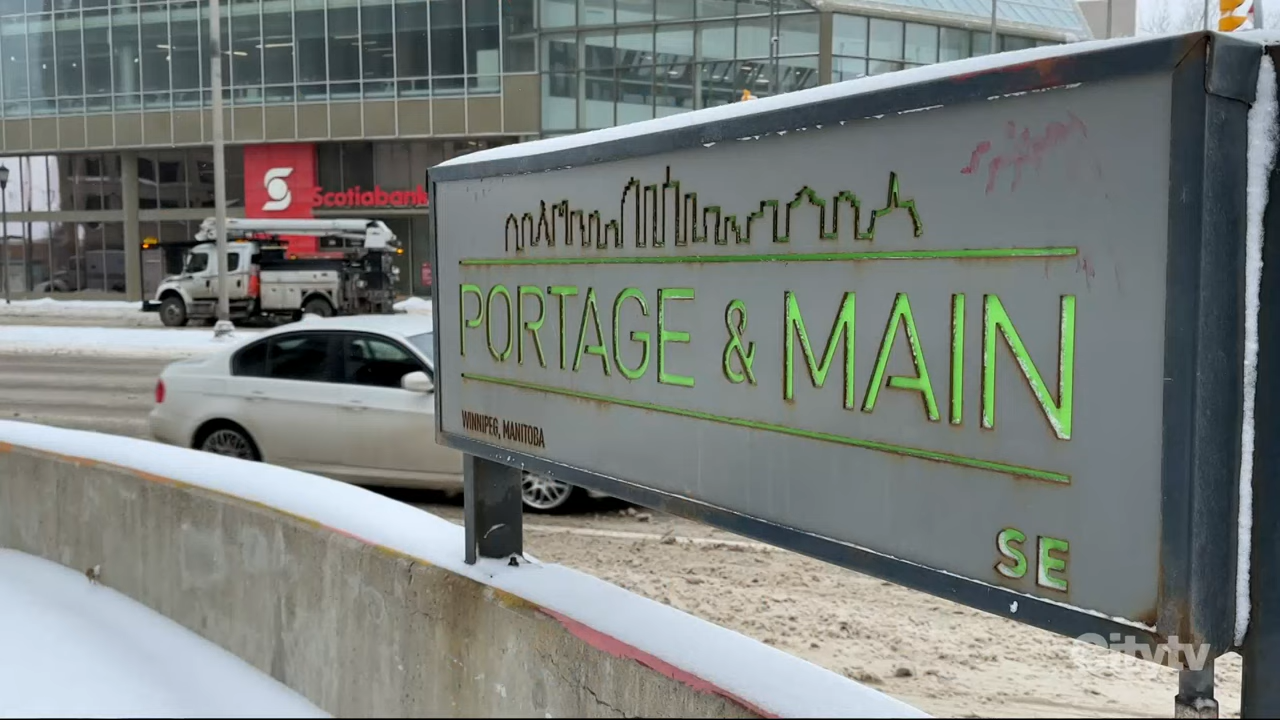 Scotiabank
PORTAGE & MAIN
WINNIPEG, MANITOBA
SE
Citytv